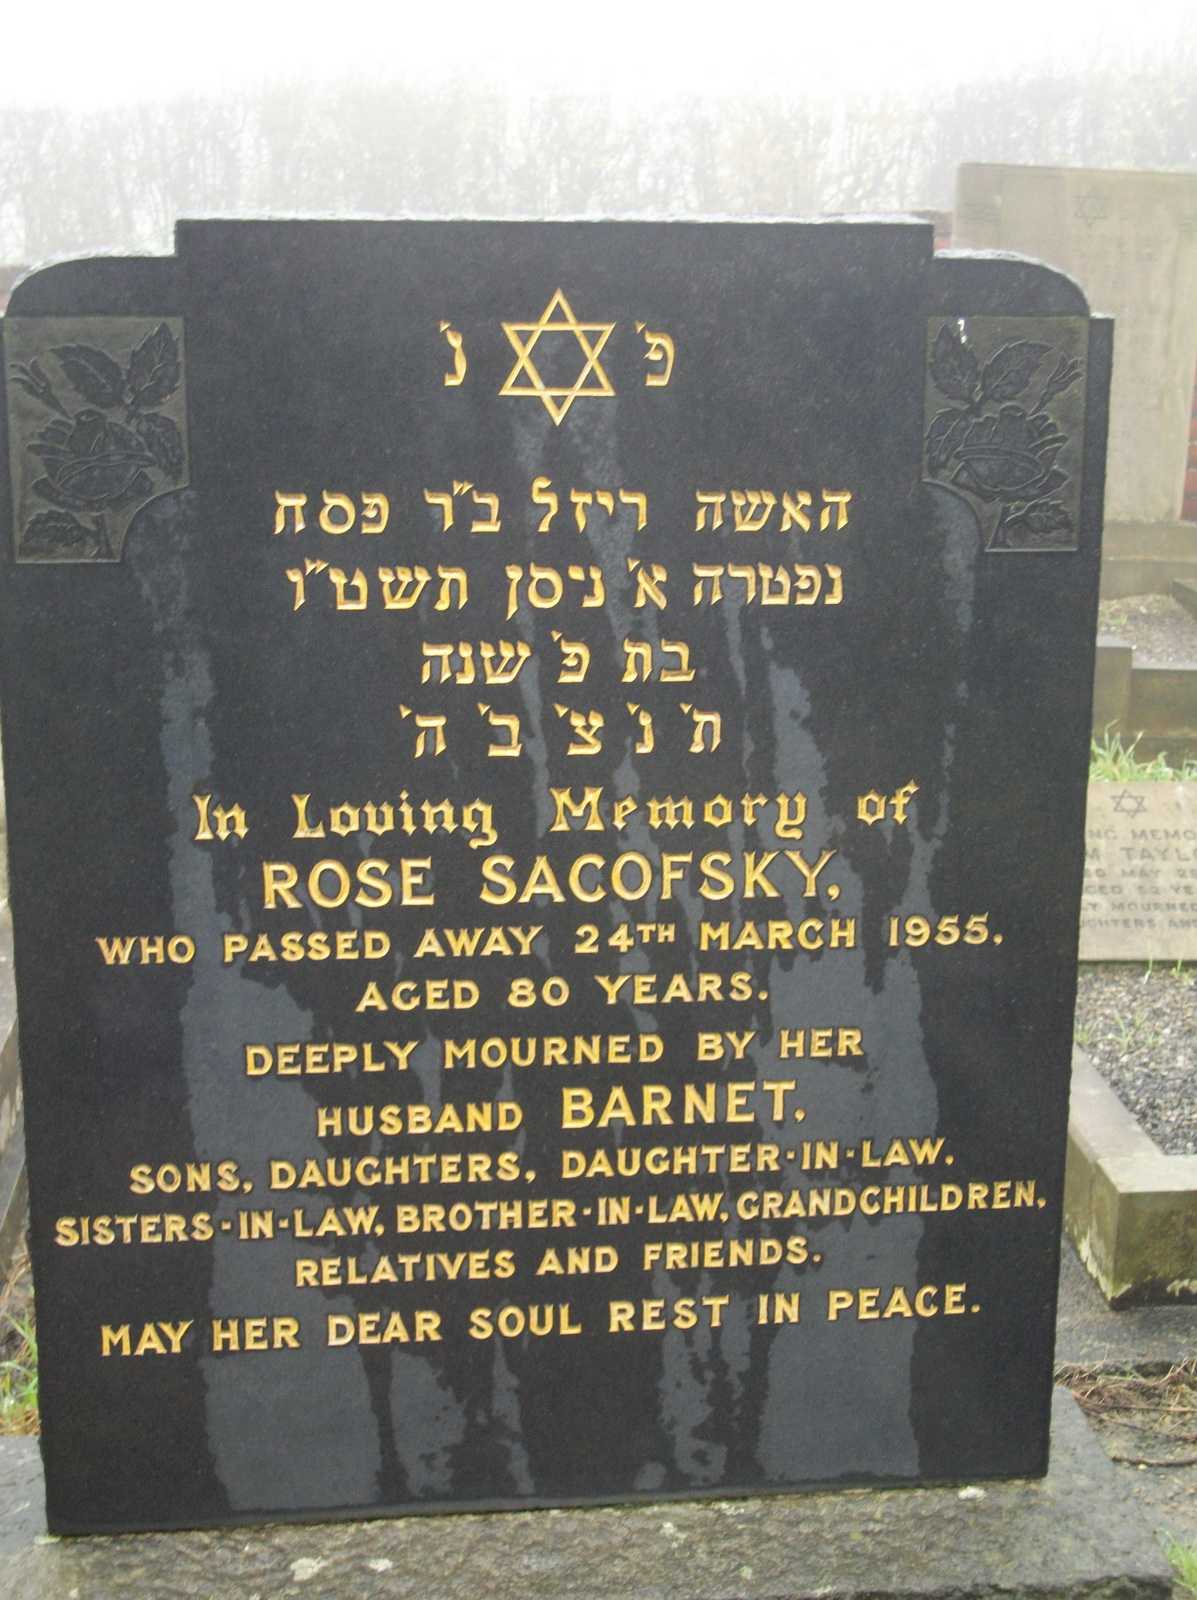 פ' נ'
האשה ריזל ב"ר פסח
נפטרה א' ניסן תשט"ו
בת פ' שנה
ת' נ' צ' ב' ה'
In Loving Memory of
ROSE SACOFSKY,
WHO PASSED AWAY 24TH MARCH 1955,
AGED 80 YEARS.
DEEPLY MOURNED BY HER
HUSBAND BARNET,
SONS, DAUGHTERS, DAUGHTER-IN-LAW,
SISTERS-IN-LAW, BROTHER-IN-LAW, GRANDCHILDREN,
RELATIVES AND FRIENDS.
MAY HER DEAR SOUL REST IN PEACE.